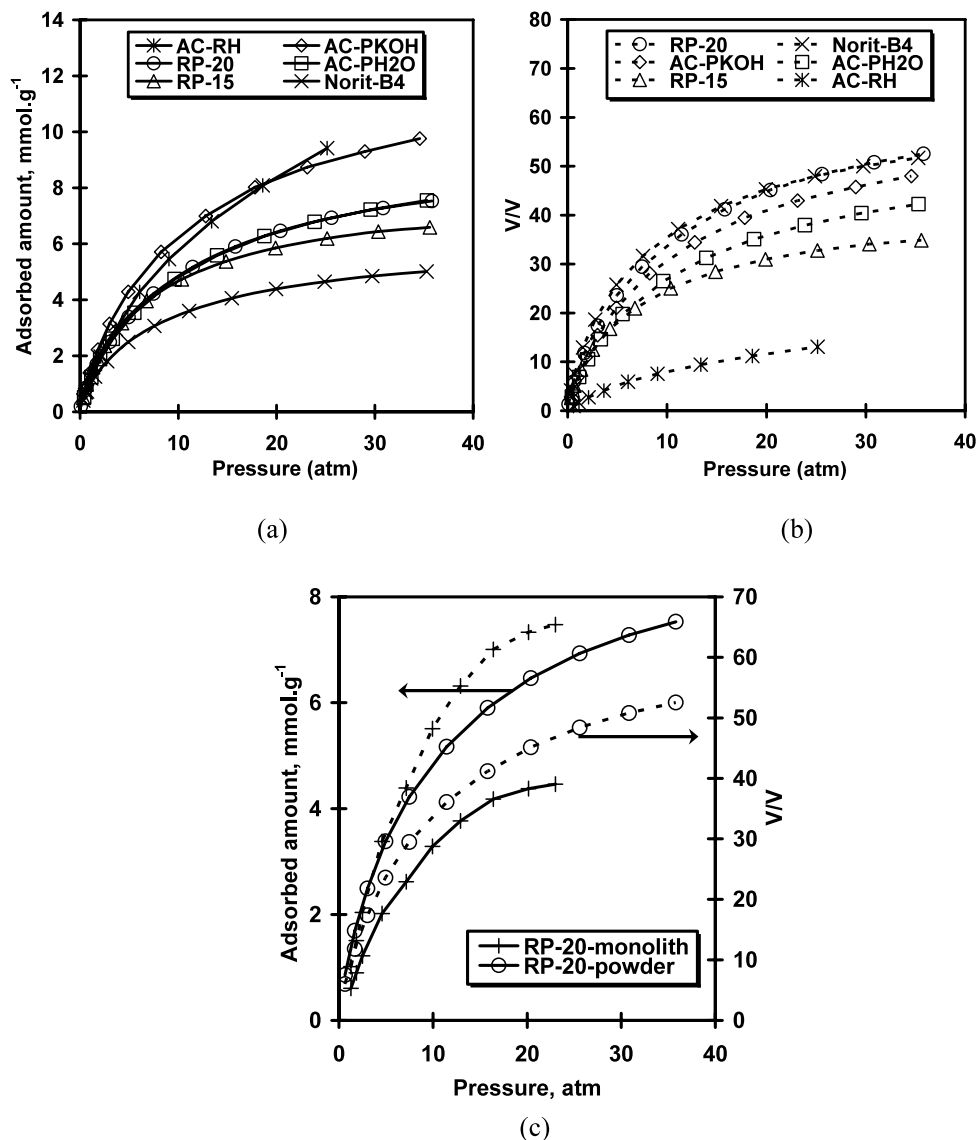 14
12
10
8
6
4
2
0
0 10 20 30 40
Adsorbed amount, mmol.g-1
Pressure (atm)
AC-RH AC-PKOH
RP-20 AC-PH2O
RP-15 Norit-B4
(a)
80
70
60
50
40
30
20
10
0
0 10 20 30 40
V/V
Pressure (atm)
RP-20 Norit-B4
AC-PKOH AC-PH2O
RP-15 AC-RH
(b)
8
6
4
2
0
70
60
50
40
30
20
10
0
0 10 20 30 40
Adsorbed amount, mmol.g-1
V/V
Pressure, atm
RP-20-monolith
RP-20-powder
(c)